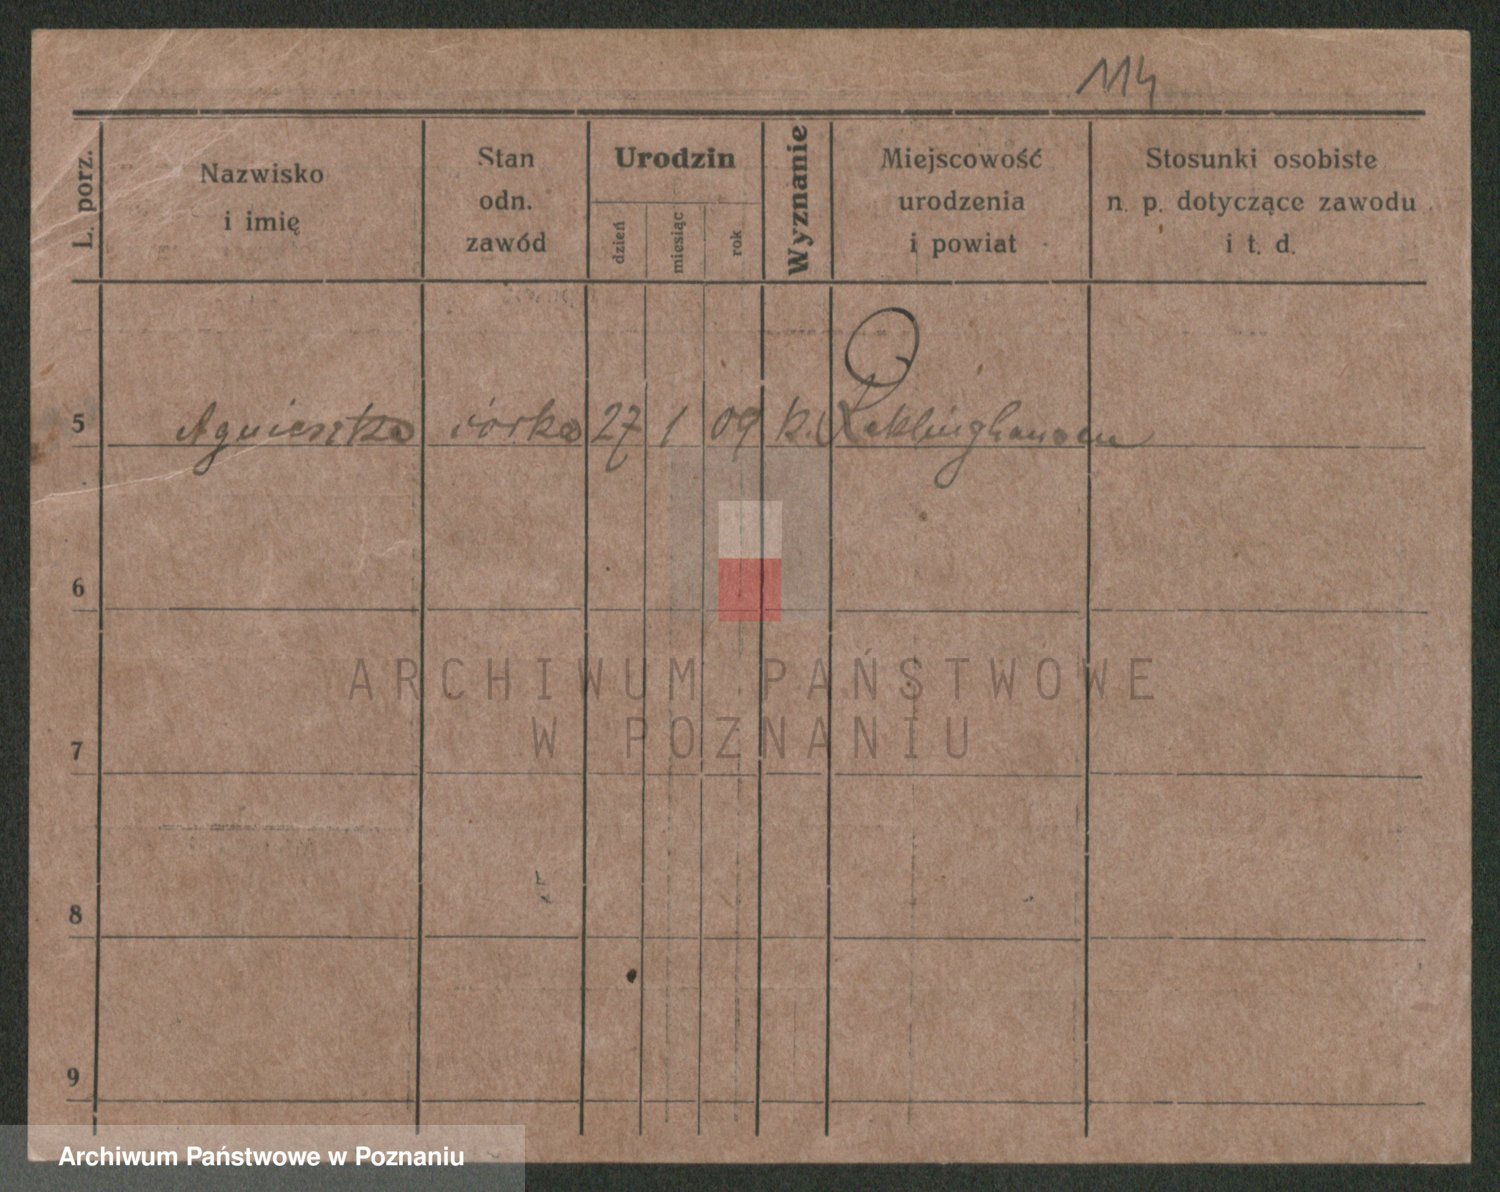 114
L. porz.
Nazwisko
i imię
Stan
odn.
zawód
Urodzin
dzień
miesiąc
rok
Wyznanie
Miejscowość
urodzenia
i powiat
Stosunki osobiste
n. p. dotyczące zawodu
i t. d.
5 Agnieszka córka 27 1 09 k. Reklinghausen
6
7
8
9
ARCHIWUM PAŃSTWOWE
W POZNANIU
Archiwum Państwowe w Poznaniu